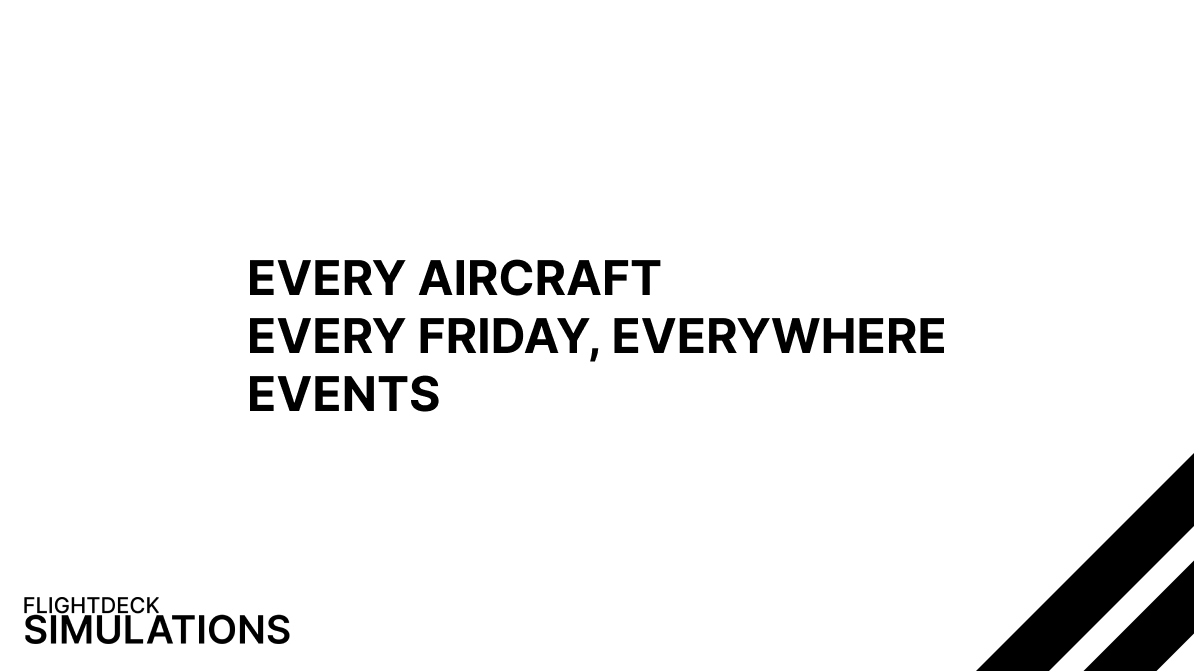 EVERY AIRCRAFT
EVERY FRIDAY, EVERYWHERE
EVENTS
FLIGHTDECK
SIMULATIONS